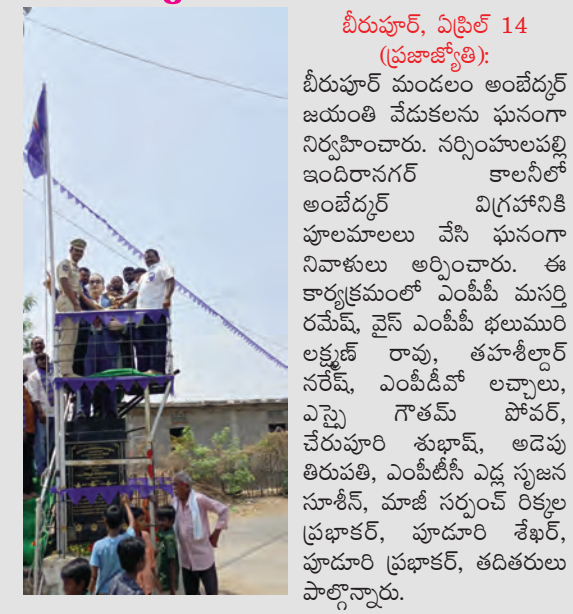 బీరుపూర్, ఏప్రిల్ 14
(ప్రజాజ్యోతి):
బీరుపూర్ మండలం అంబేద్కర్
జయంతి వేడుకలను ఘనంగా
నిర్వహించారు. నర్సింహులపల్లి
ఇందిరానగర్ కాలనీలో
అంబేద్కర్ విగ్రహానికి
పూలమాలలు వేసి ఘనంగా
నివాళులు అర్పించారు. ఈ
కార్యక్రమంలో ఎంపీపీ మసర్తి
రమేష్, వైస్ ఎంపీపీ భలుమురి
లక్ష్మణ్ రావు, తహశీల్దార్
నరేష్, ఎంపీడీవో లచ్చాలు,
ఎస్సై గౌతమ్ పోవర్,
చేరుపూరి శుభాష్, అడెపు
తిరుపతి, ఎంపీటీసీ ఎడ్ల సృజన
సూశీన్, మాజీ సర్పంచ్ రిక్కల
ప్రభాకర్, పూడూరి శేఖర్,
పూడూరి ప్రభాకర్, తదితరులు
పాల్గొన్నారు.